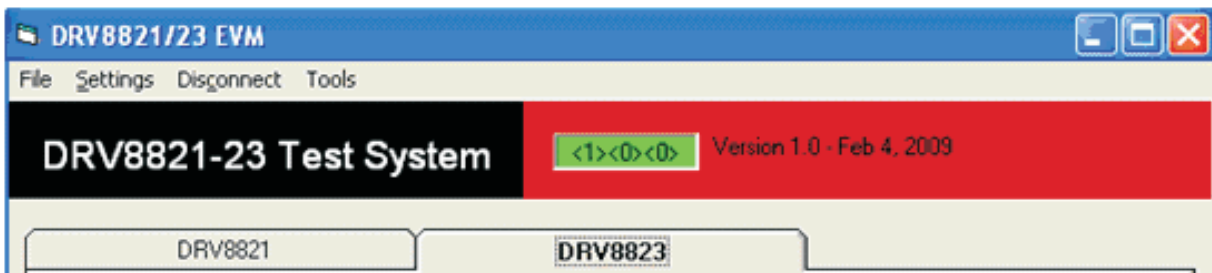 DRV8821/23 EVM
File Settings Disconnect Tools
DRV8821-23 Test System <1><0><0> Version 1.0 - Feb 4, 2009
DRV8821 DRV8823